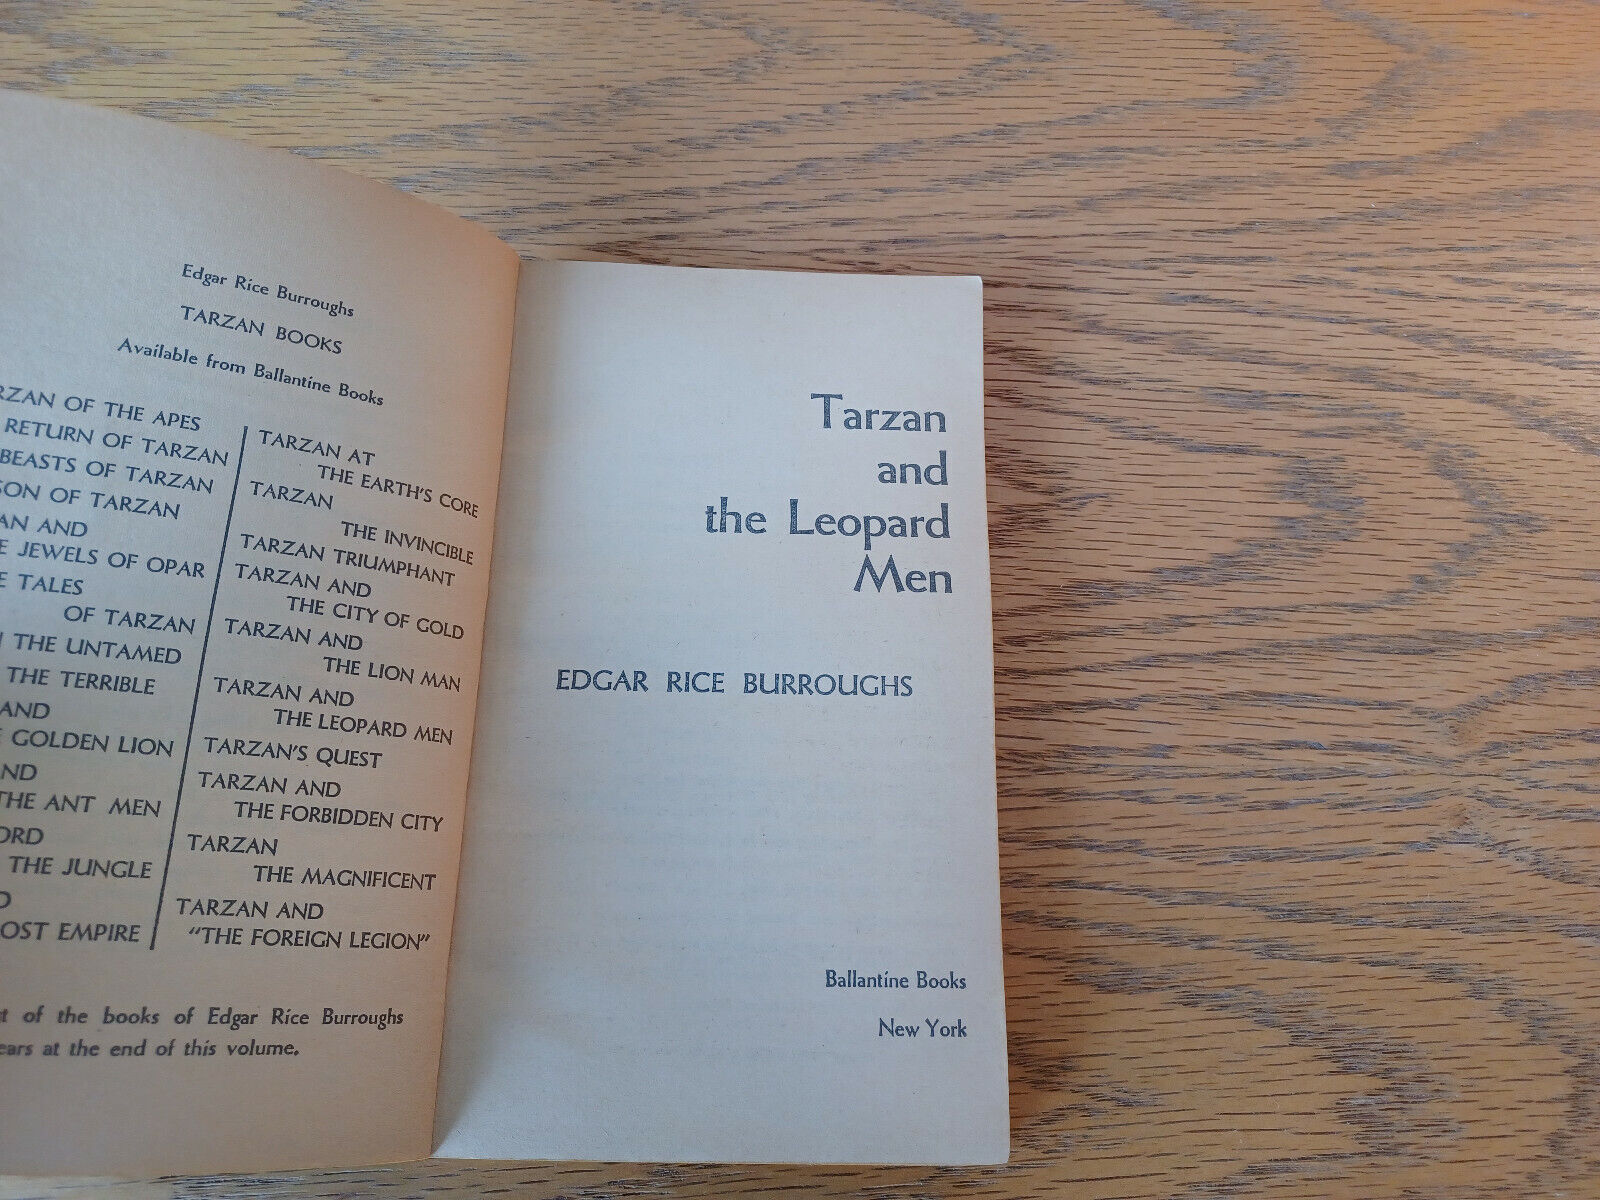 Edgar Rice Burroughs
TARZAN BOOKS
Available from Ballantine Books
RZAN OF THE APES
RETURN OF TARZAN
BEASTS OF TARZAN
SON OF TARZAN
AN AND
E JEWELS OF OPAR
E TALES
OF TARZAN
THE UNTAMED
THE TERRIBLE
AND
E GOLDEN LION
ND
THE ANT MEN
ORD
THE JUNGLE
D
OST EMPIRE
TARZAN AT
THE EARTH'S CORE
TARZAN
THE INVINCIBLE
TARZAN TRIUMPHANT
TARZAN AND
THE CITY OF GOLD
TARZAN AND
THE LION MAN
TARZAN AND
THE LEOPARD MEN
TARZAN'S QUEST
TARZAN AND
THE FORBIDDEN CITY
TARZAN
THE MAGNIFICENT
TARZAN AND
"THE FOREIGN LEGION"
t of the books of Edgar Rice Burroughs
ears at the end of this volume.
Tarzan
and
the Leopard
Men
EDGAR RICE BURROUGHS
Ballantine Books
New York